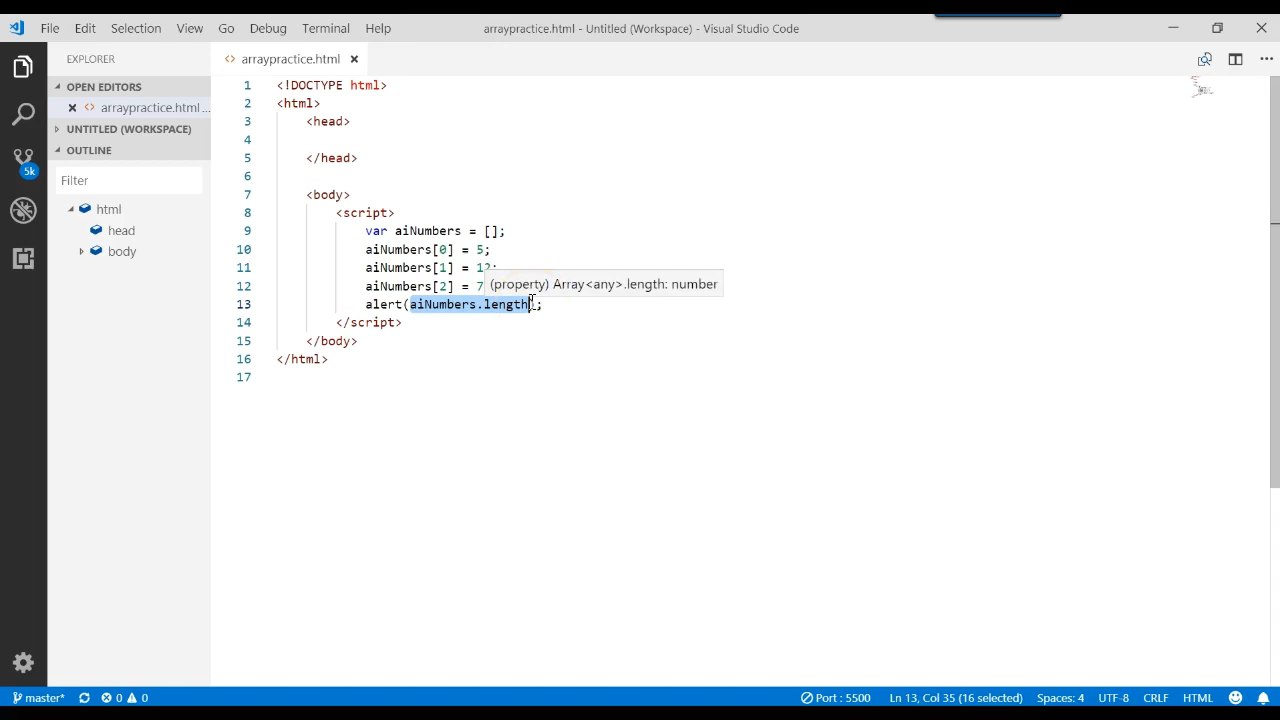 File Edit Selection View Go Debug Terminal Help
arraypractice.html - Untitled (Workspace) - Visual Studio Code
EXPLORER
OPEN EDITORS
arraypractice.html ...
UNTITLED (WORKSPACE)
OUTLINE
Filter
html
head
body
5k
<> arraypractice.html
1 <!DOCTYPE html>
2 <html>
3 <head>
4
5 </head>
6
7 <body>
8 <script>
9 var aiNumbers = [];
10 aiNumbers[0] = 5;
11 aiNumbers[1] = 12;
12 aiNumbers[2] = 7
(property) Array<any>.length: number
13 alert(aiNumbers.length);
14 </script>
15 </body>
16 </html>
17
master* 0 0
Port : 5500 Ln 13, Col 35 (16 selected) Spaces: 4 UTF-8 CRLF HTML